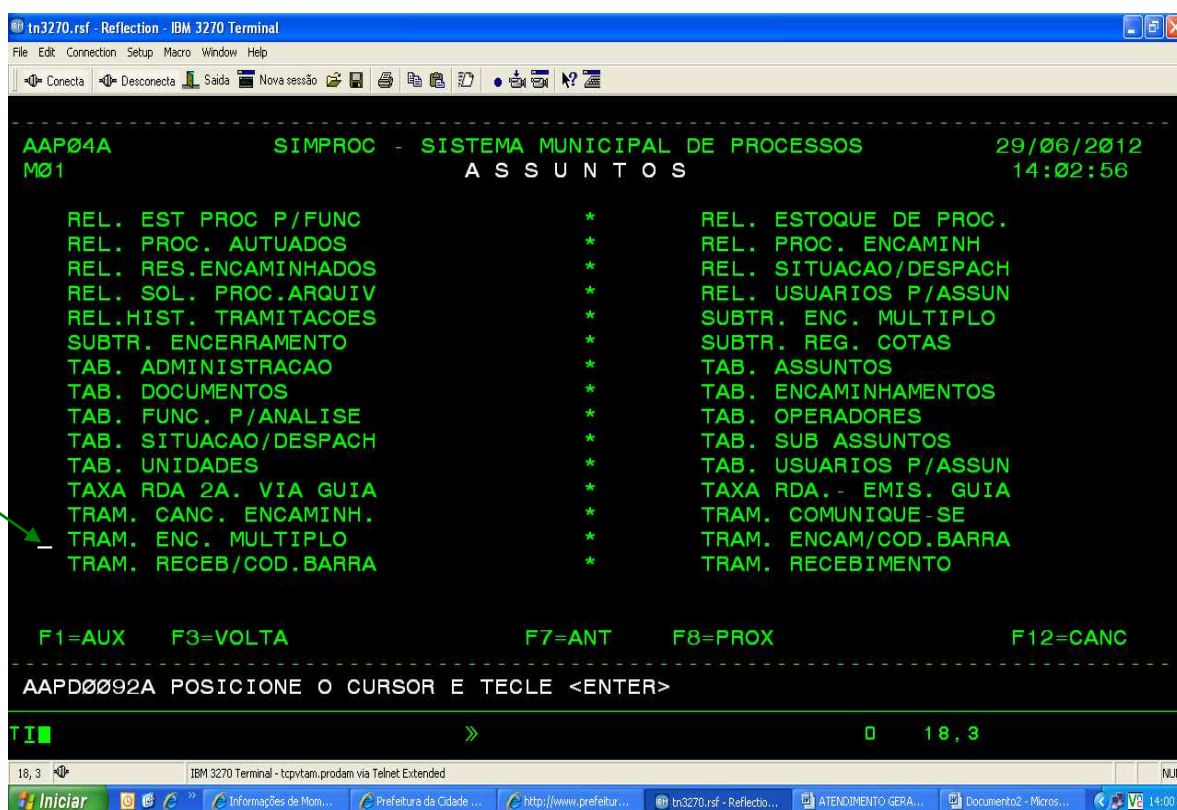 tn3270.rsf - Reflection - IBM 3270 Terminal
File Edit Connection Setup Macro Window Help
Conecta Desconecta Saida Nova sessão
AAPØ4A SIMPROC - SISTEMA MUNICIPAL DE PROCESSOS 29/Ø6/2Ø12
MØ1 A S S U N T O S 14:Ø2:56
REL. EST PROC P/FUNC * REL. ESTOQUE DE PROC.
REL. PROC. AUTUADOS * REL. PROC. ENCAMINH
REL. RES.ENCAMINHADOS * REL. SITUACAO/DESPACH
REL. SOL. PROC.ARQUIV * REL. USUARIOS P/ASSUN
REL.HIST. TRAMITACOES * SUBTR. ENC. MULTIPLO
SUBTR. ENCERRAMENTO * SUBTR. REG. COTAS
TAB. ADMINISTRACAO * TAB. ASSUNTOS
TAB. DOCUMENTOS * TAB. ENCAMINHAMENTOS
TAB. FUNC. P/ANALISE * TAB. OPERADORES
TAB. SITUACAO/DESPACH * TAB. SUB ASSUNTOS
TAB. UNIDADES * TAB. USUARIOS P/ASSUN
TAXA RDA 2A. VIA GUIA * TAXA RDA.- EMIS. GUIA
TRAM. CANC. ENCAMINH. * TRAM. COMUNIQUE-SE
_ TRAM. ENC. MULTIPLO * TRAM. ENCAM/COD.BARRA
TRAM. RECEB/COD.BARRA * TRAM. RECEBIMENTO
F1=AUX F3=VOLTA F7=ANT F8=PROX F12=CANC
AAPDØØ92A POSICIONE O CURSOR E TECLE <ENTER>
TI » 18,3
18, 3 IBM 3270 Terminal - tcpvtam.prodam via Telnet Extended NU
Iniciar » Informações de Mom... Prefeitura da Cidade ... http://www.prefeitur... tn3270.rsf - Reflectio... ATENDIMENTO GERA... Documento2 - Micros... 14:00